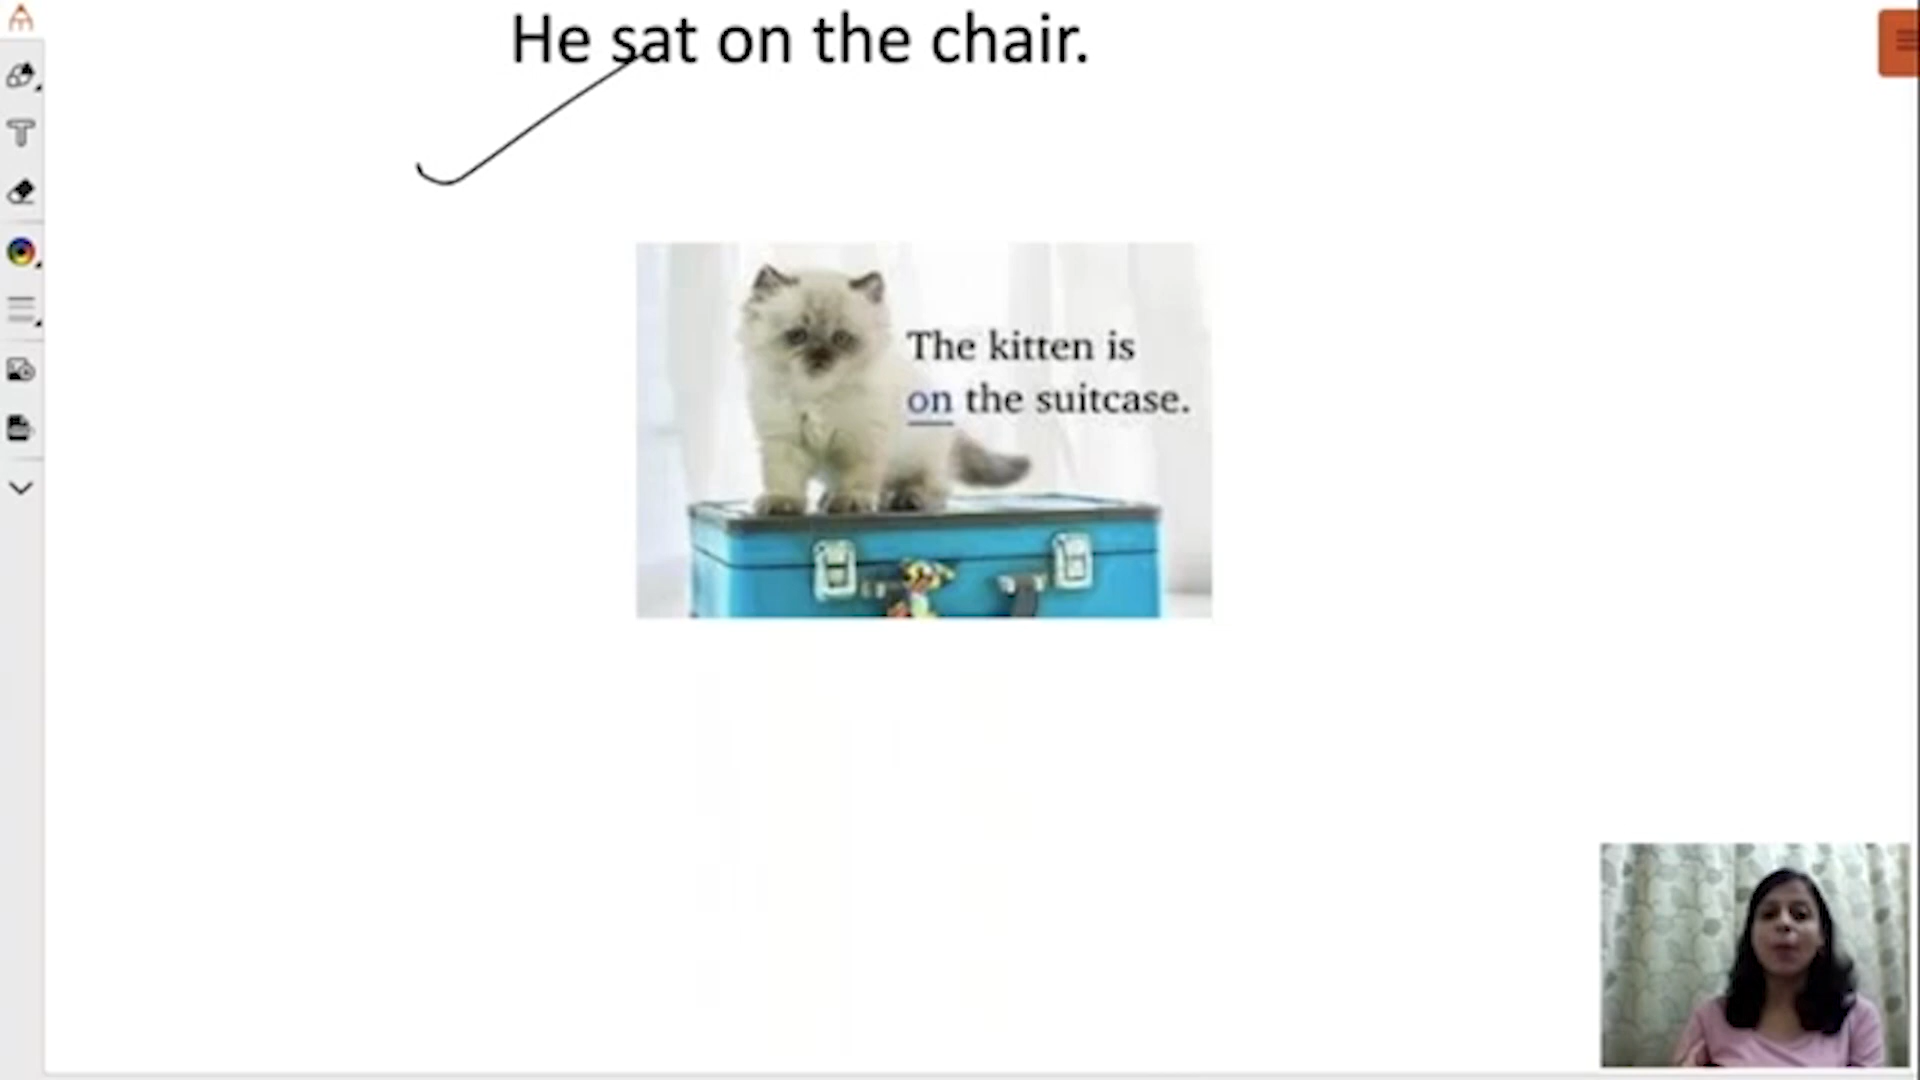 He sat on the chair.
The kitten is
on the suitcase.